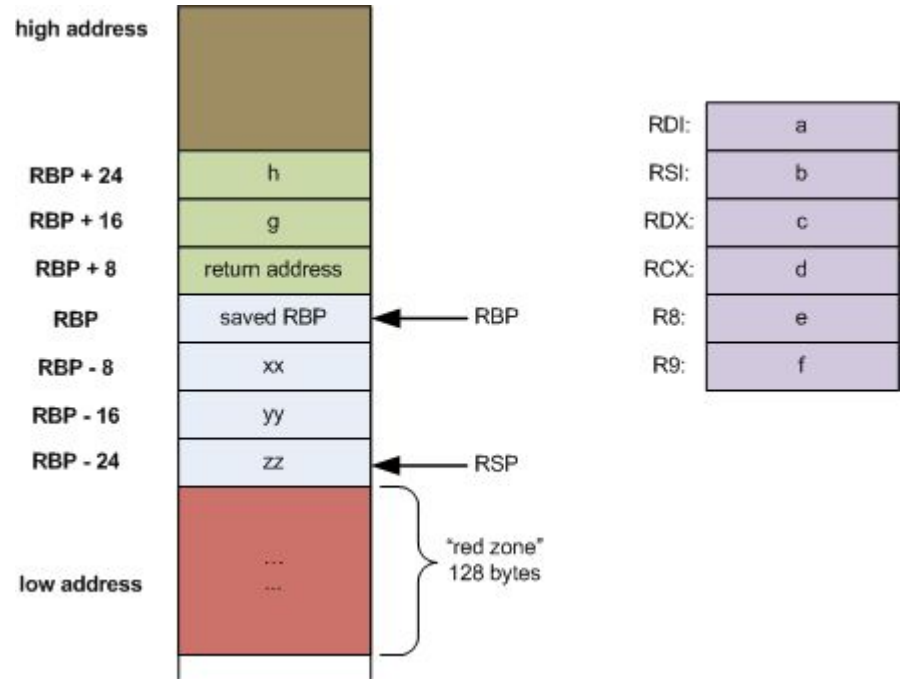 high address
RBP + 24
h
RBP + 16
g
RBP + 8
return address
RBP
saved RBP
RBP
RBP - 8
xx
RBP - 16
yy
RBP - 24
zz
RSP
...
...
"red zone"
128 bytes
low address
RDI:
a
RSI:
b
RDX:
c
RCX:
d
R8:
e
R9:
f